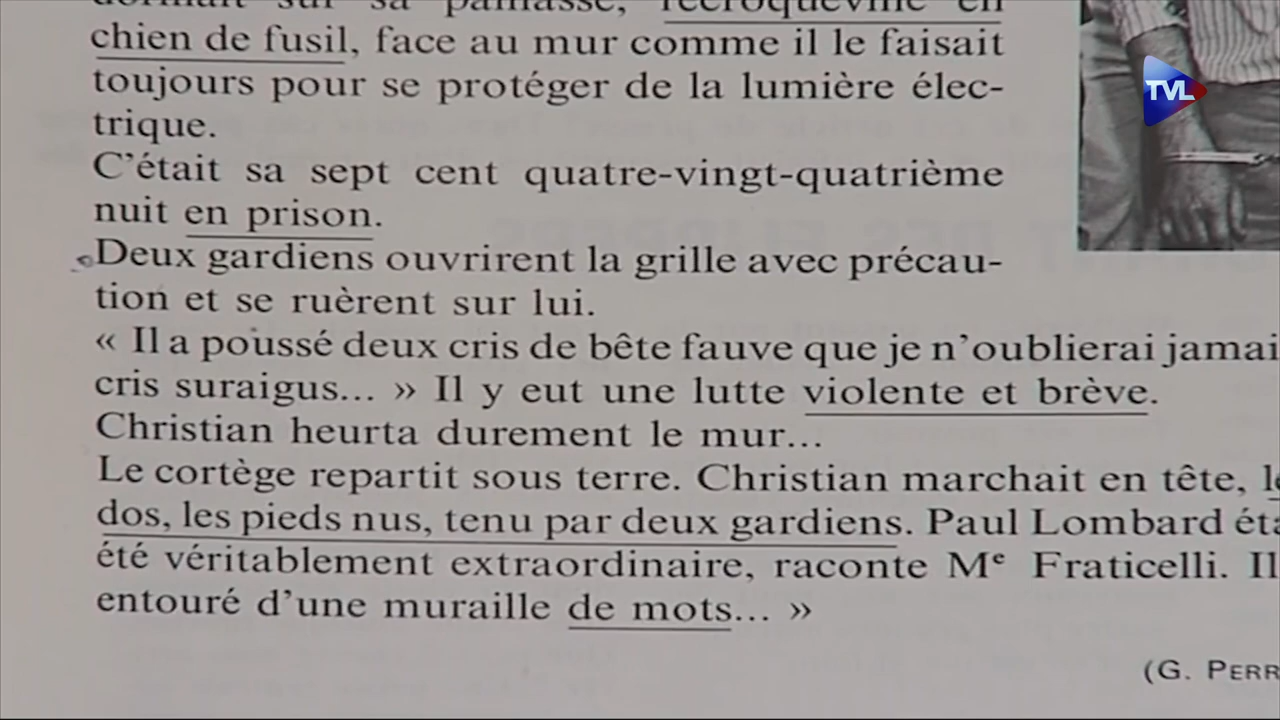 chien de fusil, face au mur comme il le faisait
toujours pour se protéger de la lumière élec-
trique.
C'était sa sept cent quatre-vingt-quatrième
nuit en prison.
Deux gardiens ouvrirent la grille avec précau-
tion et se ruèrent sur lui.
« Il a poussé deux cris de bête fauve que je n'oublierai jamai
cris suraigus... » Il y eut une lutte violente et brève.
Christian heurta durement le mur...
Le cortège repartit sous terre. Christian marchait en tête, le
dos, les pieds nus, tenu par deux gardiens. Paul Lombard éta
été véritablement extraordinaire, raconte Me Fraticelli. Il
entouré d'une muraille de mots... »
(G. PERR
TVL